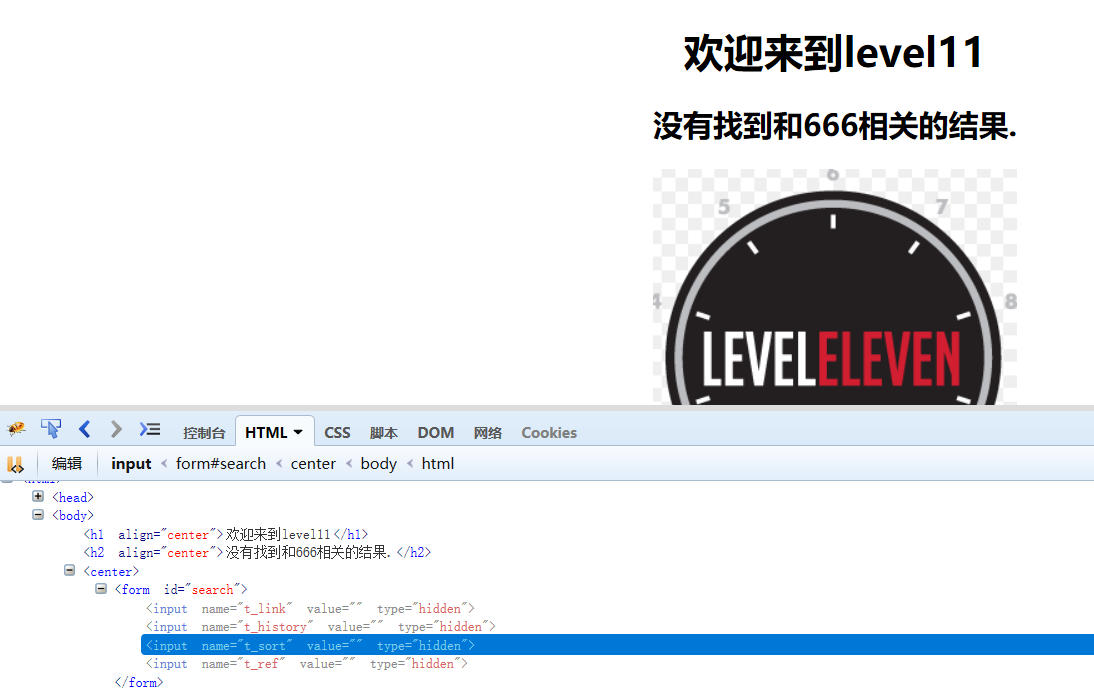 欢迎来到level11
没有找到和666相关的结果.
6
5 7
4 8
LEVELELEVEN
控制台 HTML CSS 脚本 DOM 网络 Cookies
编辑 input < form#search < center < body < html
<html>
<head>
<body>
<h1 align="center">欢迎来到level11</h1>
<h2 align="center">没有找到和666相关的结果.</h2>
<center>
<form id="search">
<input name="t_link" value="" type="hidden">
<input name="t_history" value="" type="hidden">
<input name="t_sort" value="" type="hidden">
<input name="t_ref" value="" type="hidden">
</form>